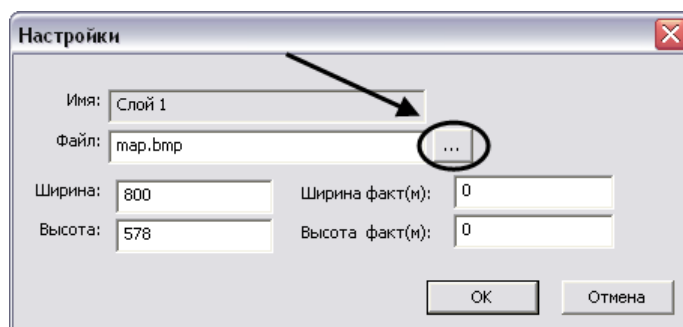 Настройки
Имя: Слой 1
Файл: map.bmp ...
Ширина: 800 Ширина факт(м): 0
Высота: 578 Высота факт(м): 0
OK Отмена